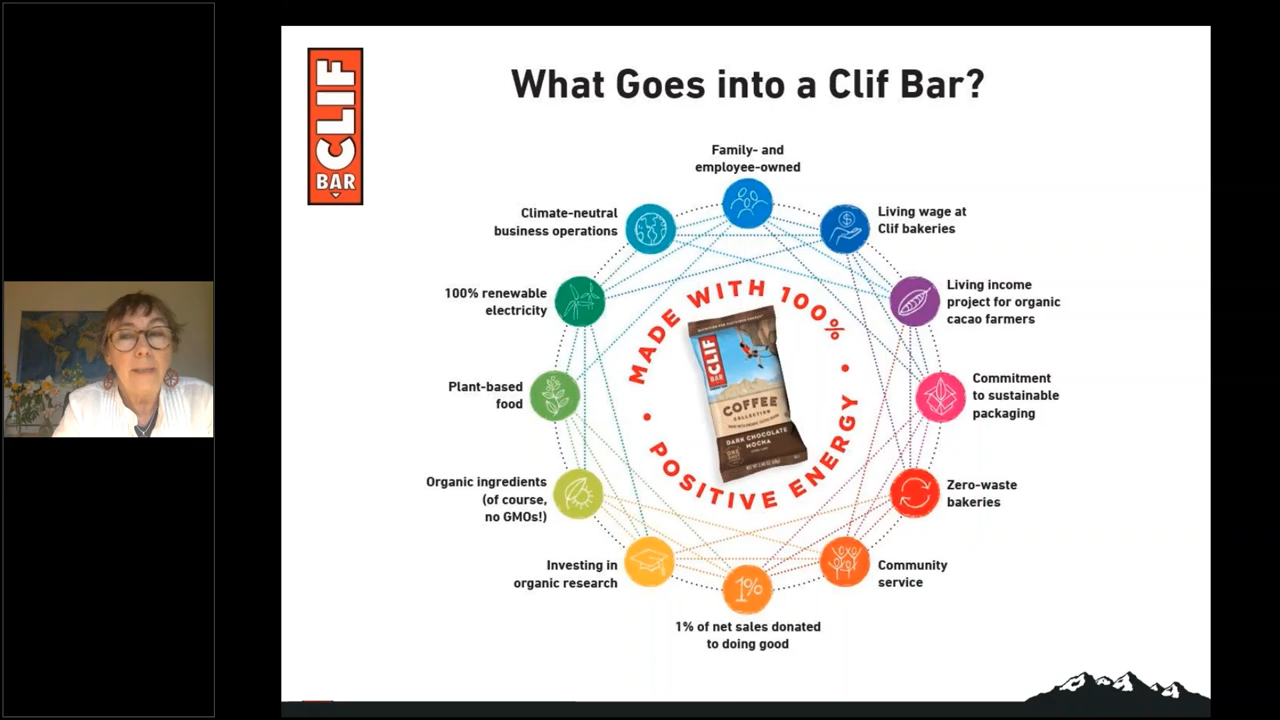 CLIF
BAR
What Goes into a Clif Bar?
Family- and
employee-owned
Living wage at
Clif bakeries
Living income
project for organic
cacao farmers
Commitment
to sustainable
packaging
Zero-waste
bakeries
Community
service
1%
1% of net sales donated
to doing good
Investing in
organic research
Organic ingredients
(of course,
no GMOs!)
Plant-based
food
100% renewable
electricity
Climate-neutral
business operations
MADE WITH 100%
POSITIVE ENERGY
CLIF
BAR
COFFEE
COLLECTION
DARK CHOCOLATE
MOCHA